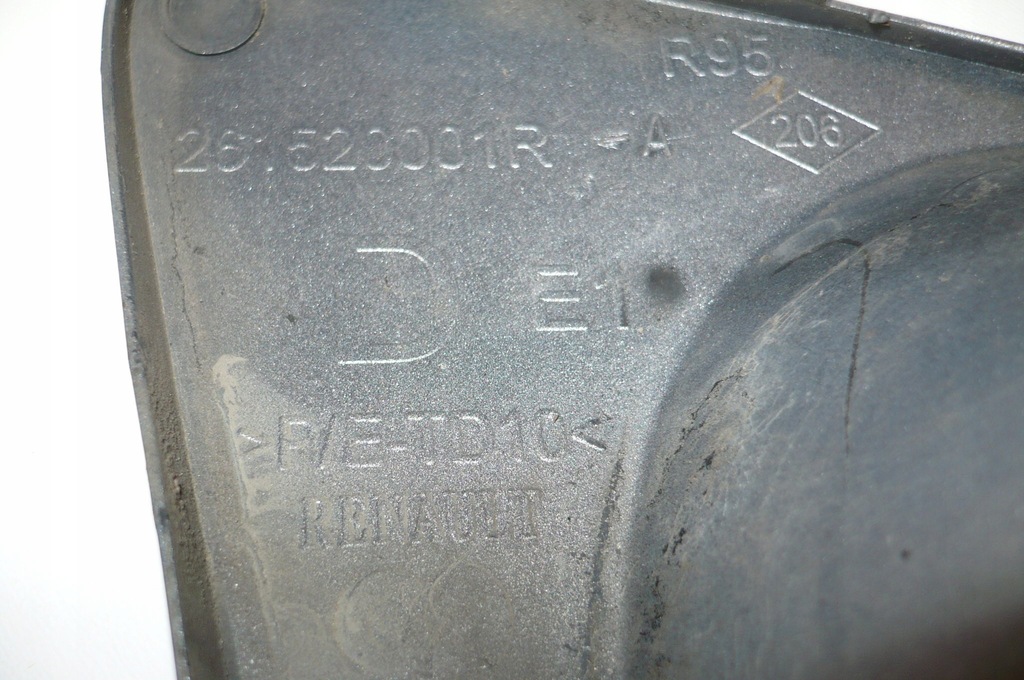 R95
261520001R -A
206
D E1
>P/E-TD10<
RENAULT